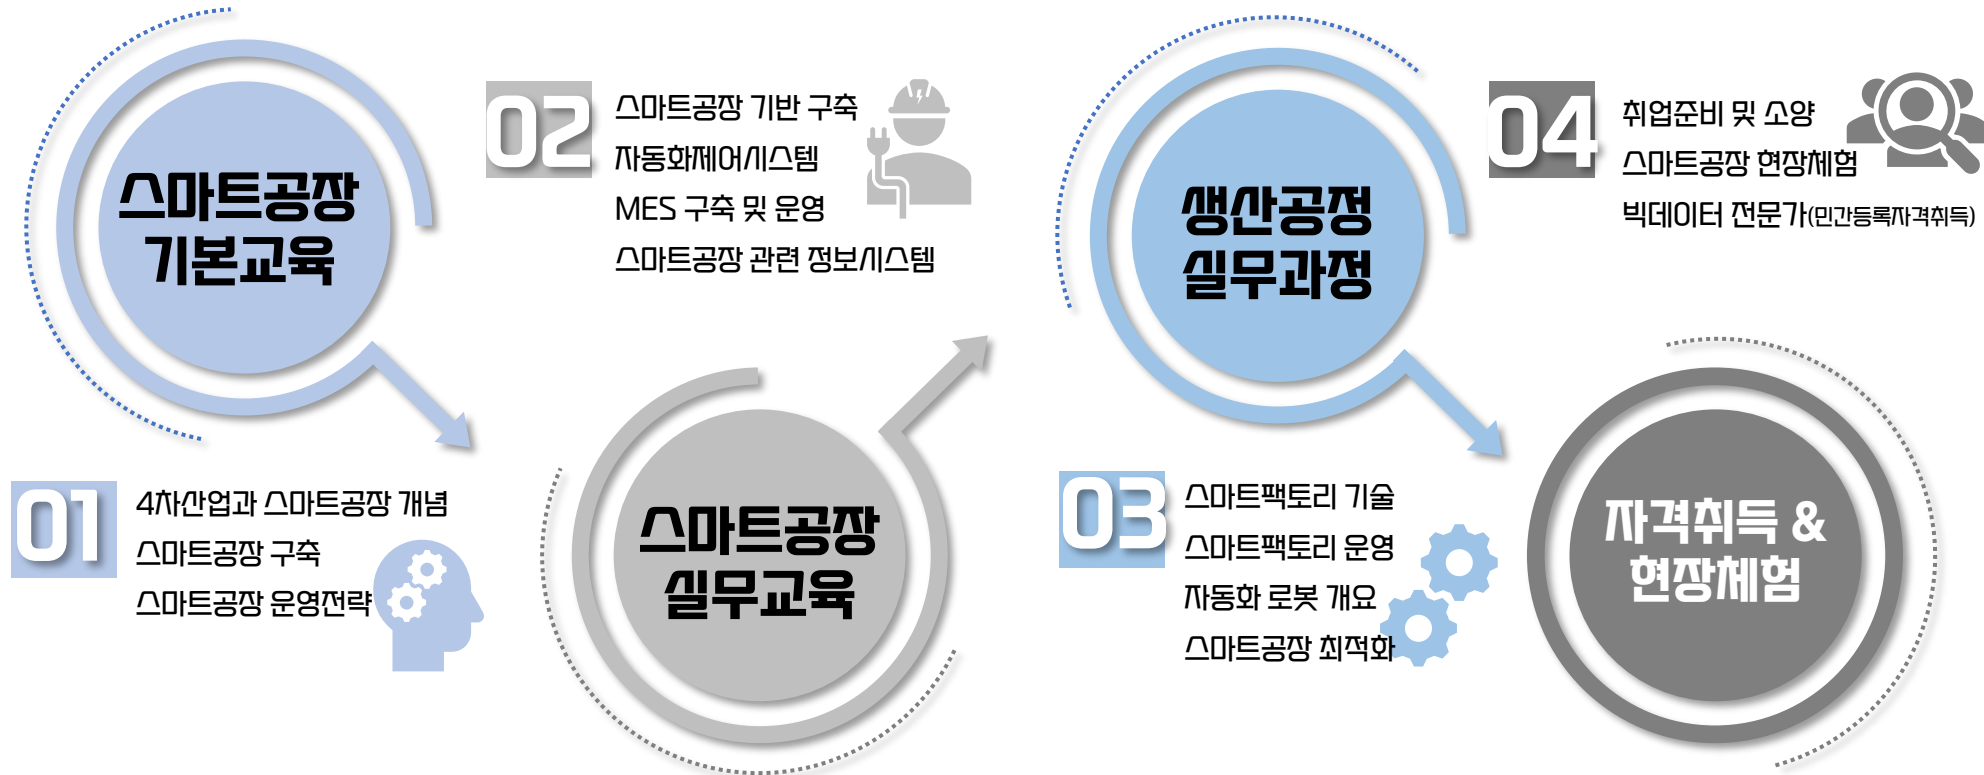 스마트공장
기본교육
01
4차산업과 스마트공장 개념
스마트공장 구축
스마트공장 운영전략
02
스마트공장 기반 구축
자동화제어시스템
MES 구축 및 운영
스마트공장 관련 정보시스템
스마트공장
실무교육
생산공정
실무과정
03
스마트팩토리 기술
스마트팩토리 운영
자동화 로봇 개요
스마트공장 최적화
04
취업준비 및 소양
스마트공장 현장체험
빅데이터 전문가(민간등록자격취득)
자격취득 &
현장체험